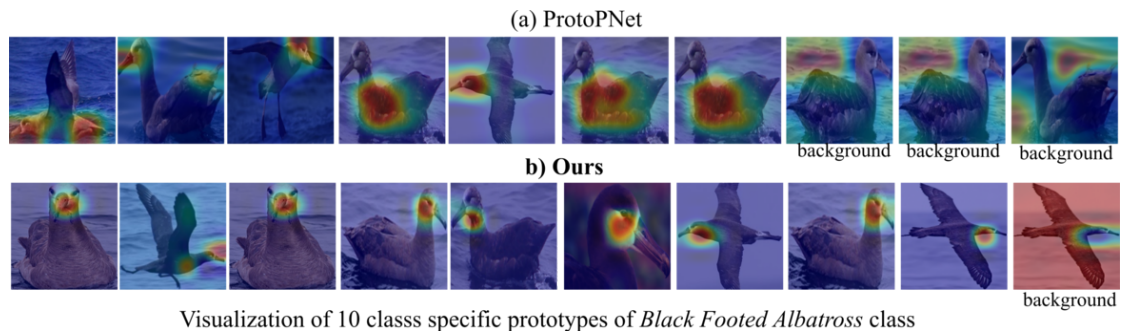 (a) ProtoPNet
background
background
background
b) Ours
background
Visualization of 10 classs specific prototypes of Black Footed Albatross class